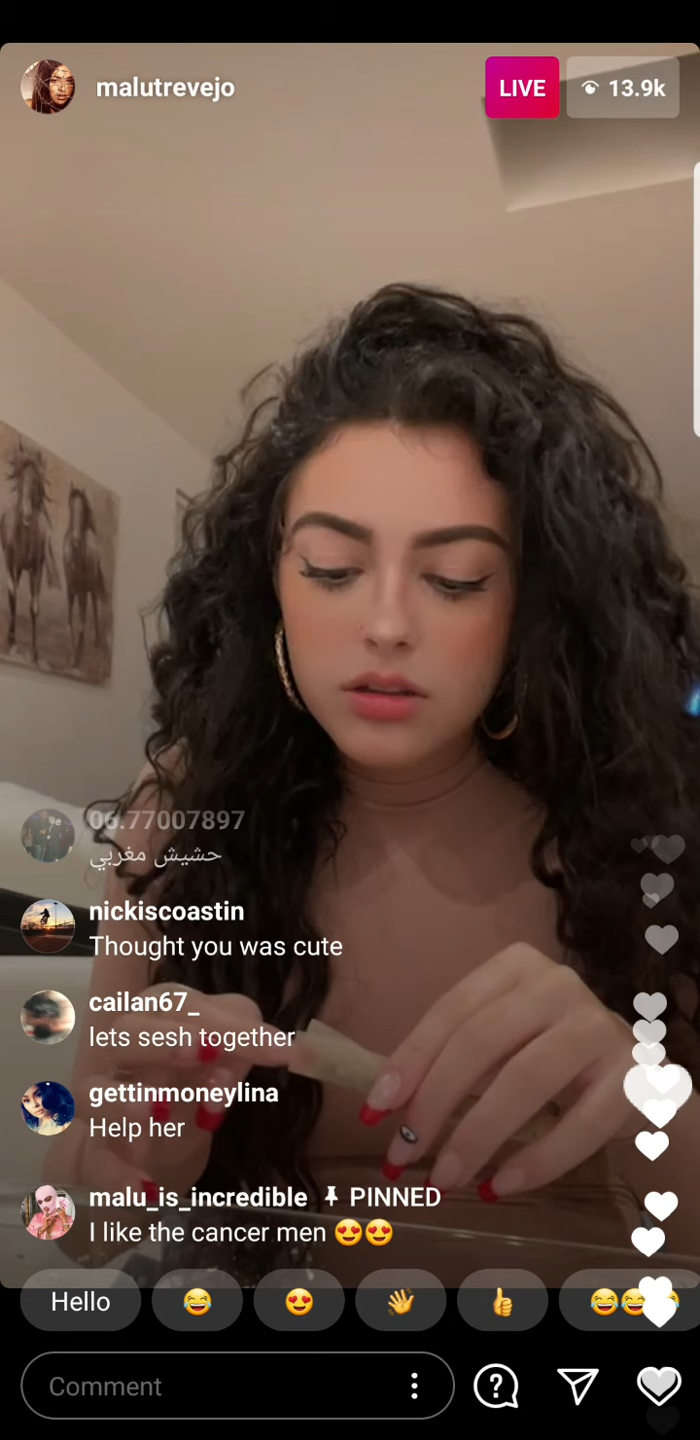 malutrevejo
LIVE
13.9k
06.77007897
حشيش مغربي
nickiscoastin
Thought you was cute
cailan67_
lets sesh together
gettinmoneylina
Help her
malu_is_incredible PINNED
I like the cancer men 😍😍
Hello
😂
😍
👋
👍
😂😂😂
Comment